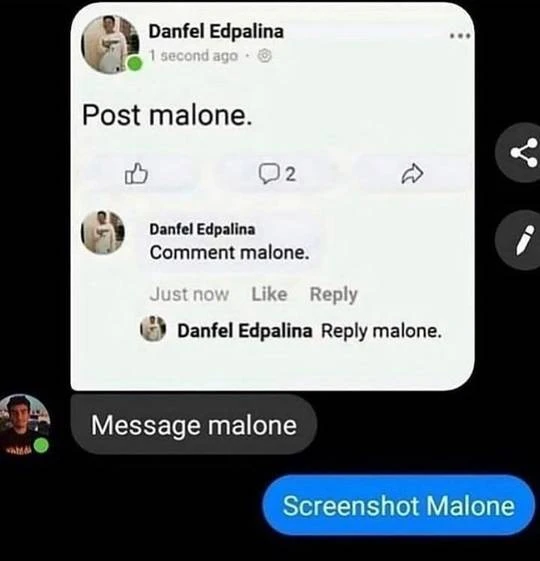 Danfel Edpalina
1 second ago ·
Post malone.
2
Danfel Edpalina
Comment malone.
Just now Like Reply
Danfel Edpalina Reply malone.
Message malone
Screenshot Malone